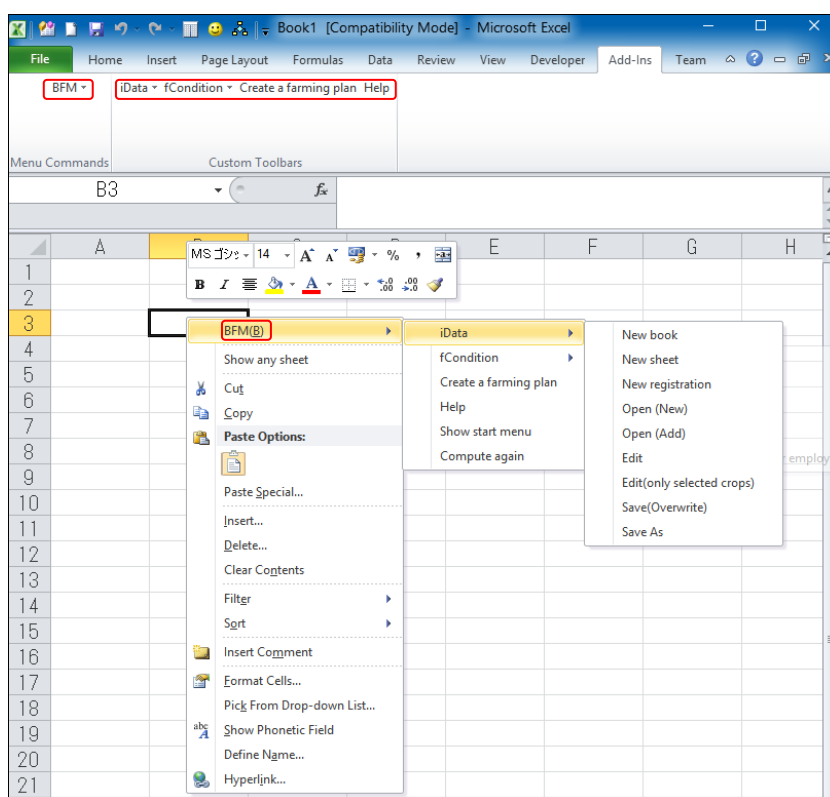 Book1 [Compatibility Mode] - Microsoft Excel
File Home Insert Page Layout Formulas Data Review View Developer Add-Ins Team
BFM iData fCondition Create a farming plan Help
Menu Commands Custom Toolbars
B3 fx
A E F G H
MS ゴシック 14 A A % ,
B I A .00 .00
1
2
3
4
5
6
7
8
9
10
11
12
13
14
15
16
17
18
19
20
21
BFM(B)
Show any sheet
Cut
Copy
Paste Options:
Paste Special...
Insert...
Delete...
Clear Contents
Filter
Sort
Insert Comment
Format Cells...
Pick From Drop-down List...
Show Phonetic Field
Define Name...
Hyperlink...
iData
fCondition
Create a farming plan
Help
Show start menu
Compute again
New book
New sheet
New registration
Open (New)
Open (Add)
Edit
Edit(only selected crops)
Save(Overwrite)
Save As
employ